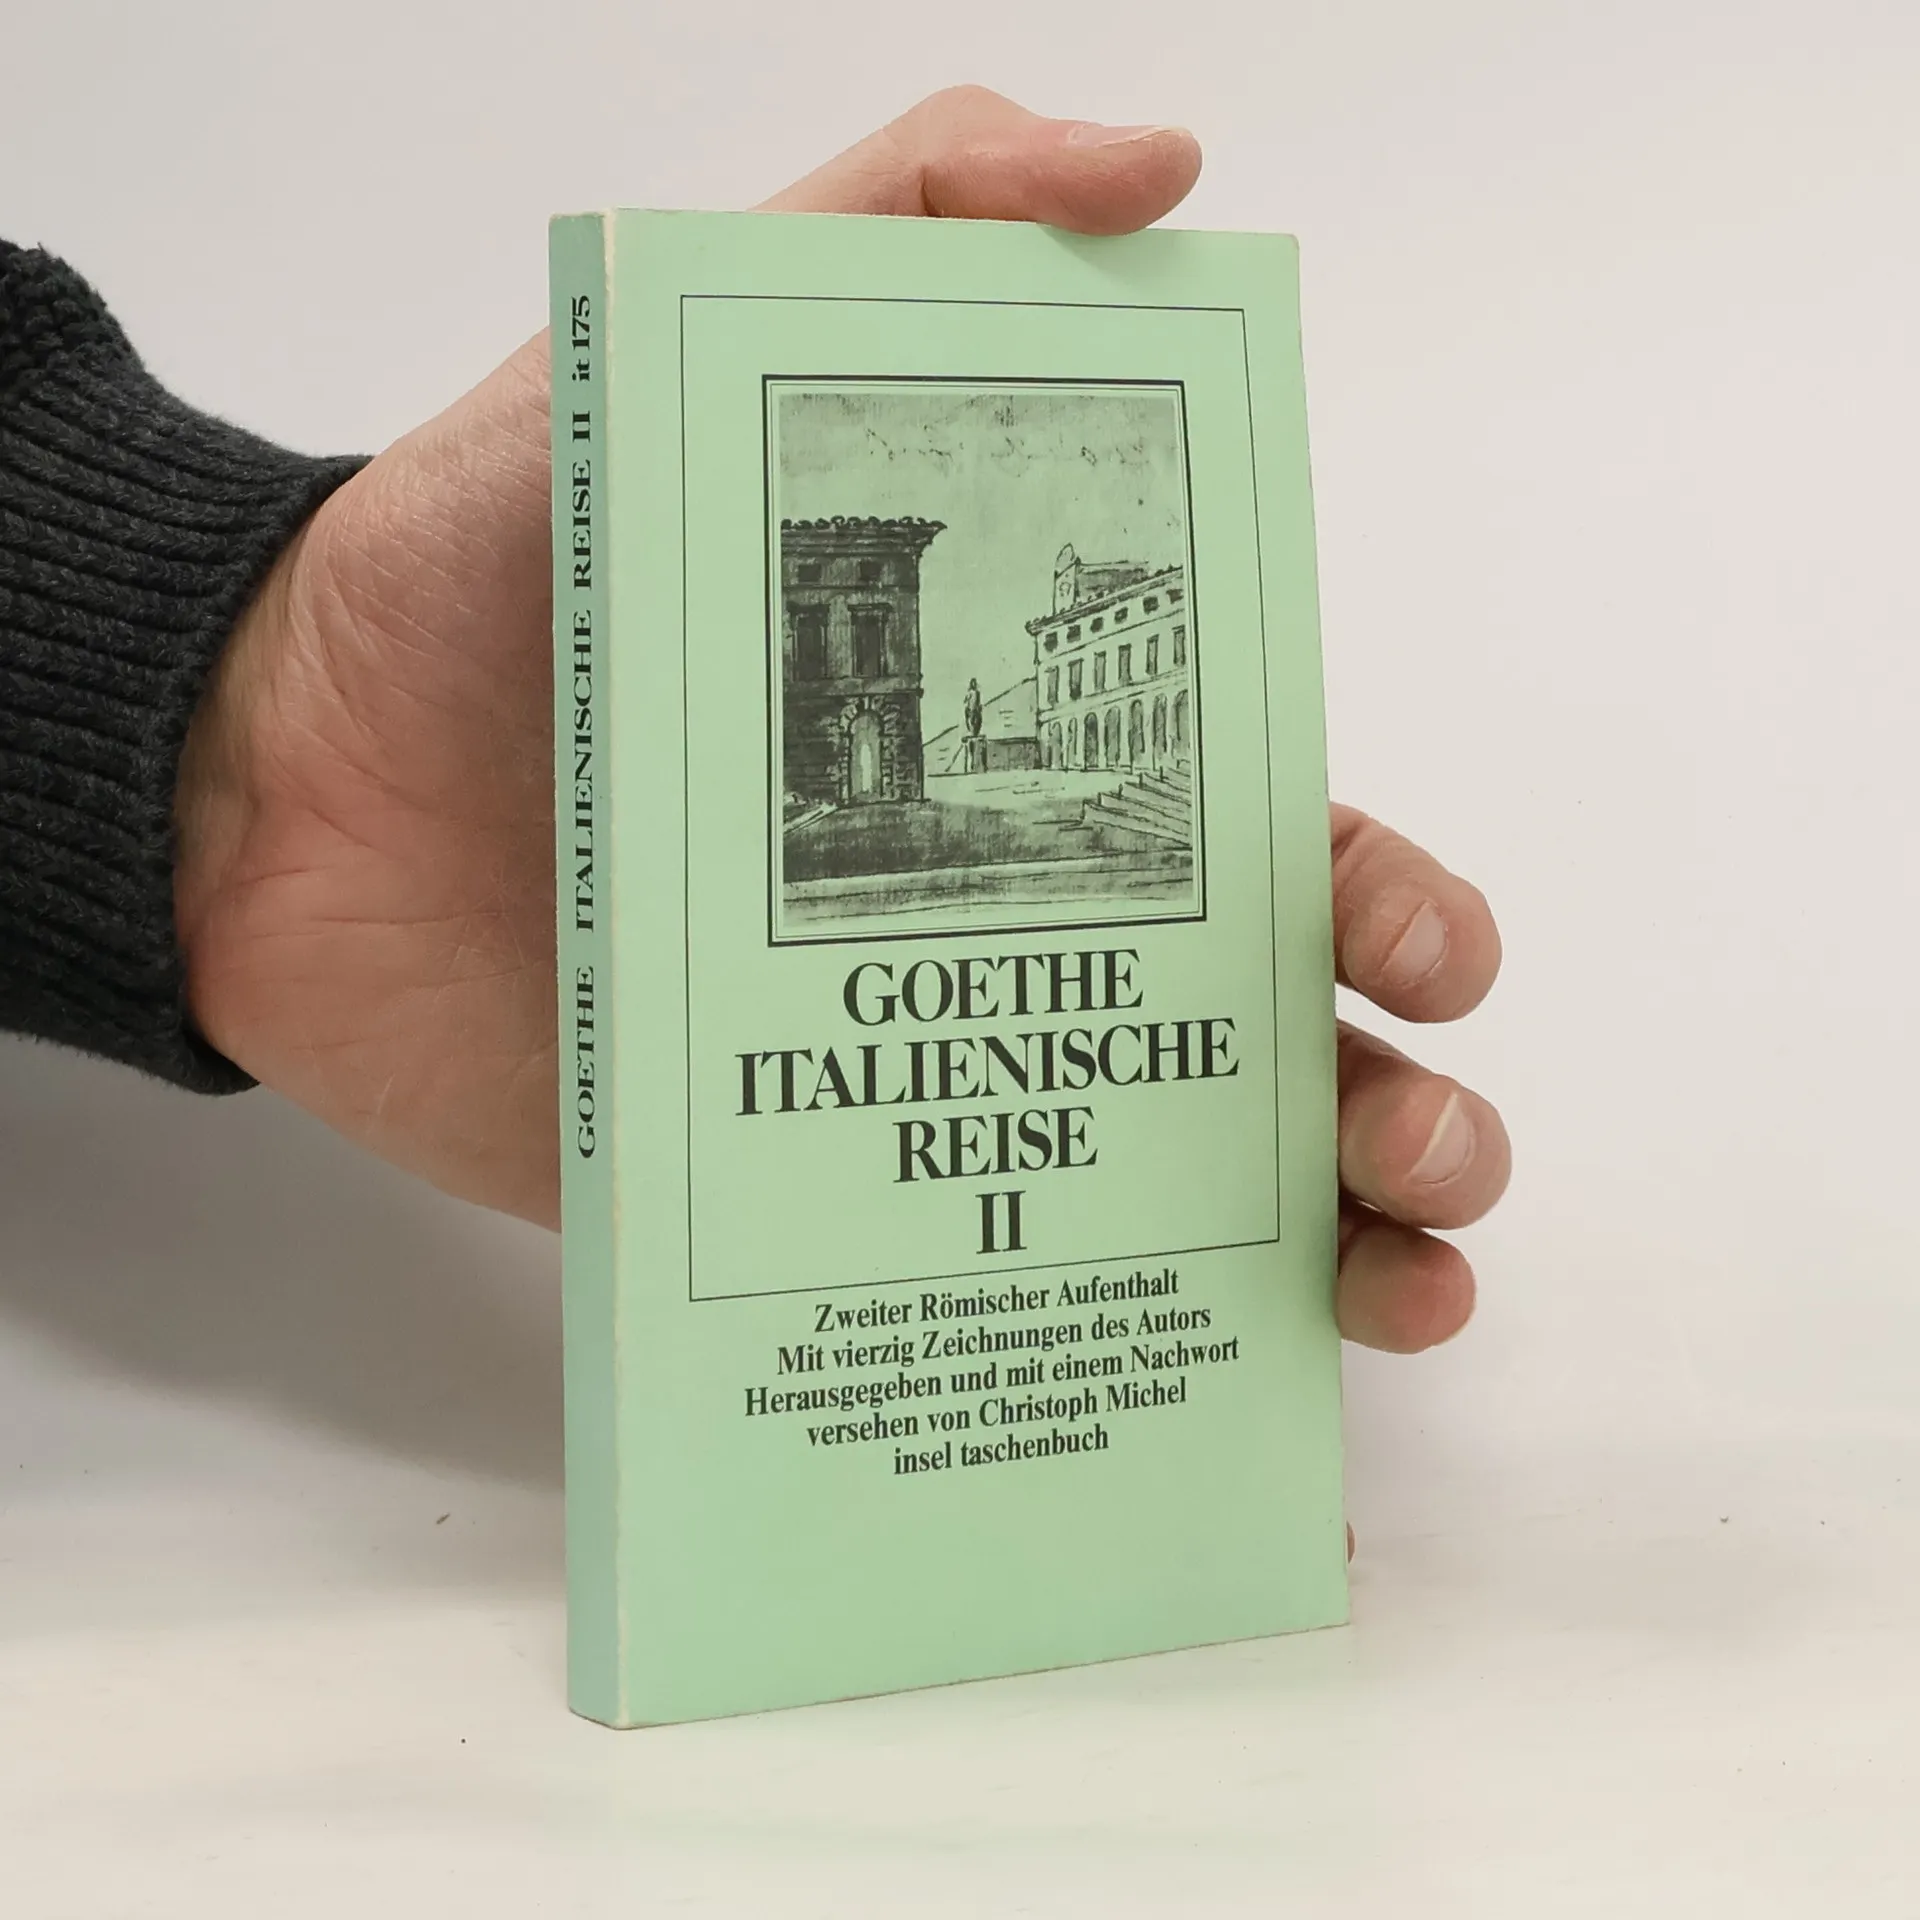 GOETHE ITALIENISCHE REISE II it 175
GOETHE
ITALIENISCHE
REISE
II
Zweiter Römischer Aufenthalt
Mit vierzig Zeichnungen des Autors
Herausgegeben und mit einem Nachwort
versehen von Christoph Michel
insel taschenbuch